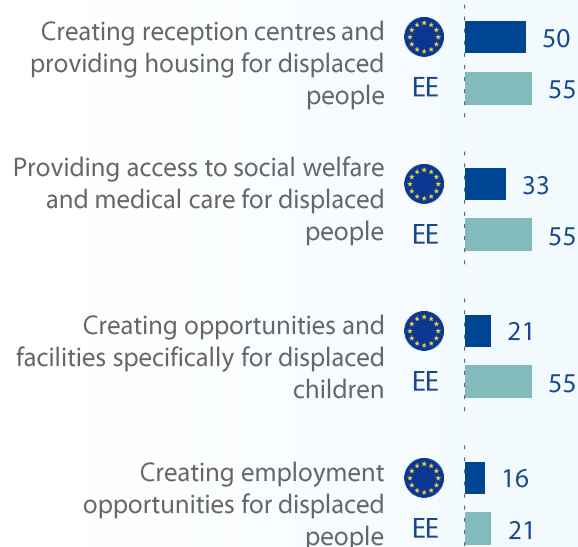 Creating reception centres and
providing housing for displaced
people
50
EE
55
Providing access to social welfare
and medical care for displaced
people
33
EE
55
Creating opportunities and
facilities specifically for displaced
children
21
EE
55
Creating employment
opportunities for displaced
people
16
EE
21